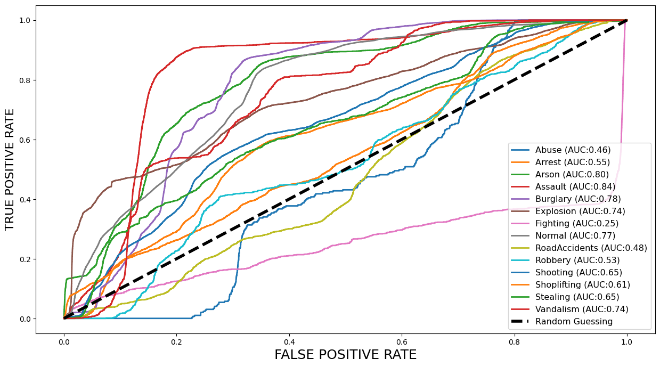 1.0
0.8
0.6
0.4
0.2
0.0
TRUE POSITIVE RATE
0.0 0.2 0.4 0.6 0.8 1.0
FALSE POSITIVE RATE
Abuse (AUC:0.46)
Arrest (AUC:0.55)
Arson (AUC:0.80)
Assault (AUC:0.84)
Burglary (AUC:0.78)
Explosion (AUC:0.74)
Fighting (AUC:0.25)
Normal (AUC:0.77)
RoadAccidents (AUC:0.48)
Robbery (AUC:0.53)
Shooting (AUC:0.65)
Shoplifting (AUC:0.61)
Stealing (AUC:0.65)
Vandalism (AUC:0.74)
Random Guessing